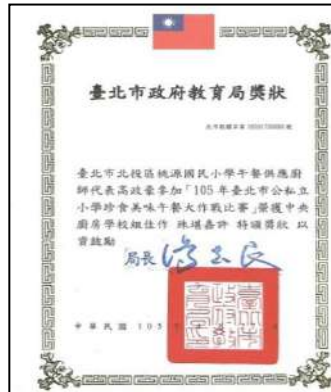 臺北市政府教育局獎狀
臺北市北投區桃源國民小學午餐供應廚
師代表高政豪參加「105年臺北市公私立
小學珍食美味午餐大作戰比賽」榮獲中央
廚房學校組佳作 殊堪嘉許 特頒獎狀 以
資鼓勵
局長
中華民國 105